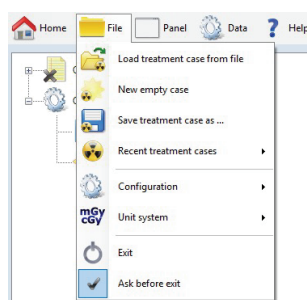 Home File Panel Data Help
Load treatment case from file
New empty case
Save treatment case as ...
Recent treatment cases
Configuration
mGy
cGy Unit system
Exit
Ask before exit